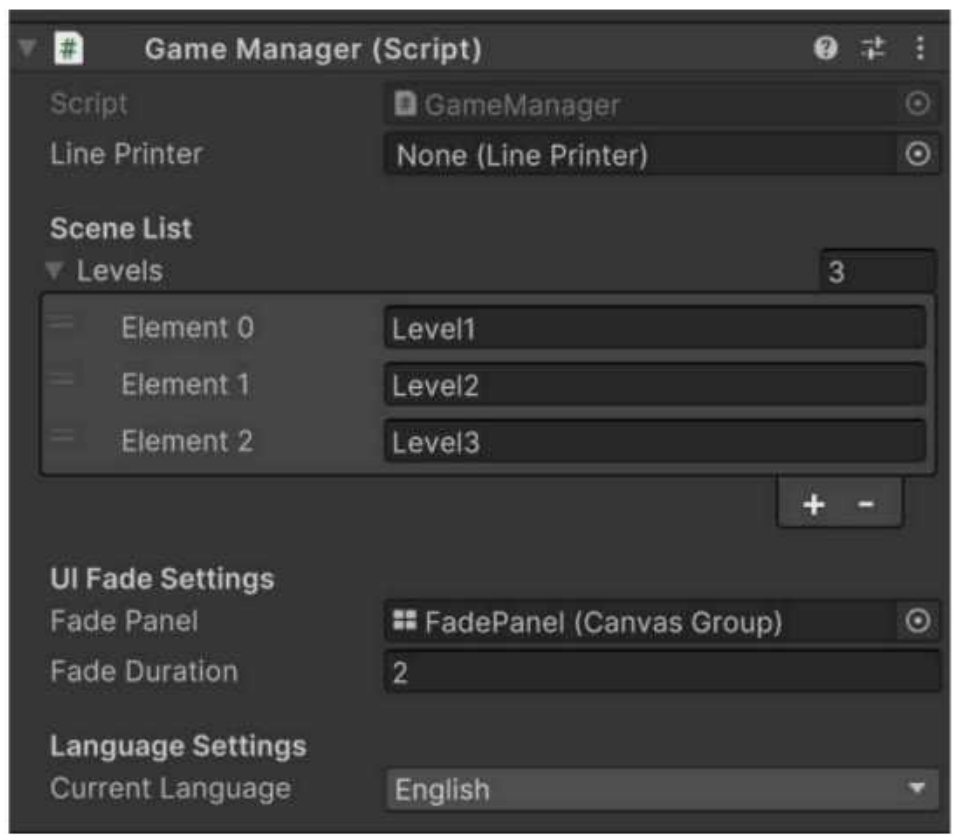 Game Manager (Script)
Script GameManager
Line Printer None (Line Printer)
Scene List
Levels 3
Element 0 Level1
Element 1 Level2
Element 2 Level3
+ -
UI Fade Settings
Fade Panel FadePanel (Canvas Group)
Fade Duration 2
Language Settings
Current Language English